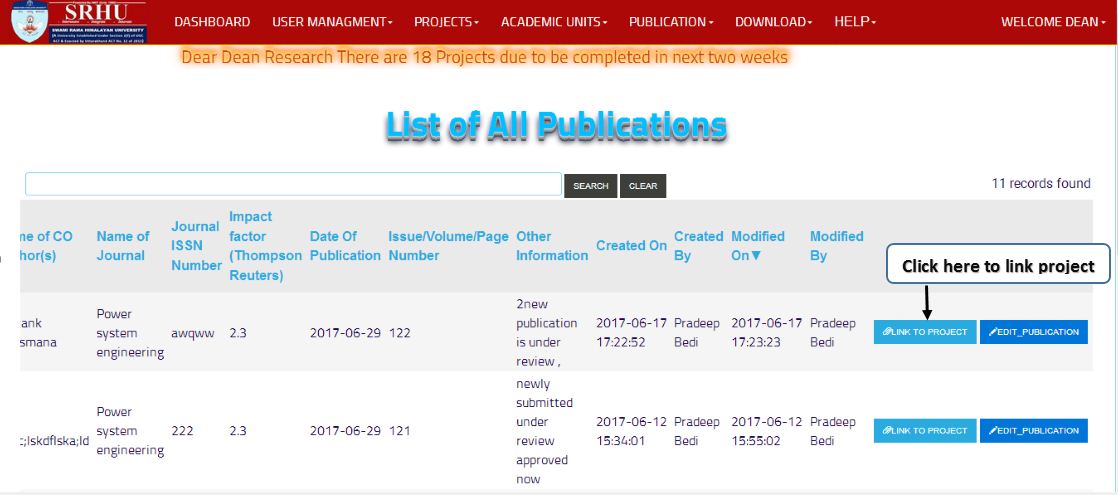 SRHU
SWAMI RAMA HIMALAYAN UNIVERSITY
DASHBOARD USER MANAGMENT PROJECTS ACADEMIC UNITS PUBLICATION DOWNLOAD HELP WELCOME DEAN
Dear Dean Research There are 18 Projects due to be completed in next two weeks
List of All Publications
SEARCH CLEAR 11 records found
ne of CO
hor(s)
Name of
Journal
Journal
ISSN
Number
Impact
factor
(Thompson
Reuters)
Date Of
Publication
Issue/Volume/Page
Number
Other
Information
Created On
Created
By
Modified
On▼
Modified
By
Click here to link project
ank
smana
Power
system
engineering
awqww
2.3
2017-06-29
122
2new
publication
is under
review ,
2017-06-17
17:22:52
Pradeep
Bedi
2017-06-17
17:23:23
Pradeep
Bedi
LINK TO PROJECT
EDIT_PUBLICATION
c;lskdflska;ld
Power
system
engineering
222
2.3
2017-06-29
121
newly
submitted
under
review
approved
now
2017-06-12
15:34:01
Pradeep
Bedi
2017-06-12
15:55:02
Pradeep
Bedi
LINK TO PROJECT
EDIT_PUBLICATION